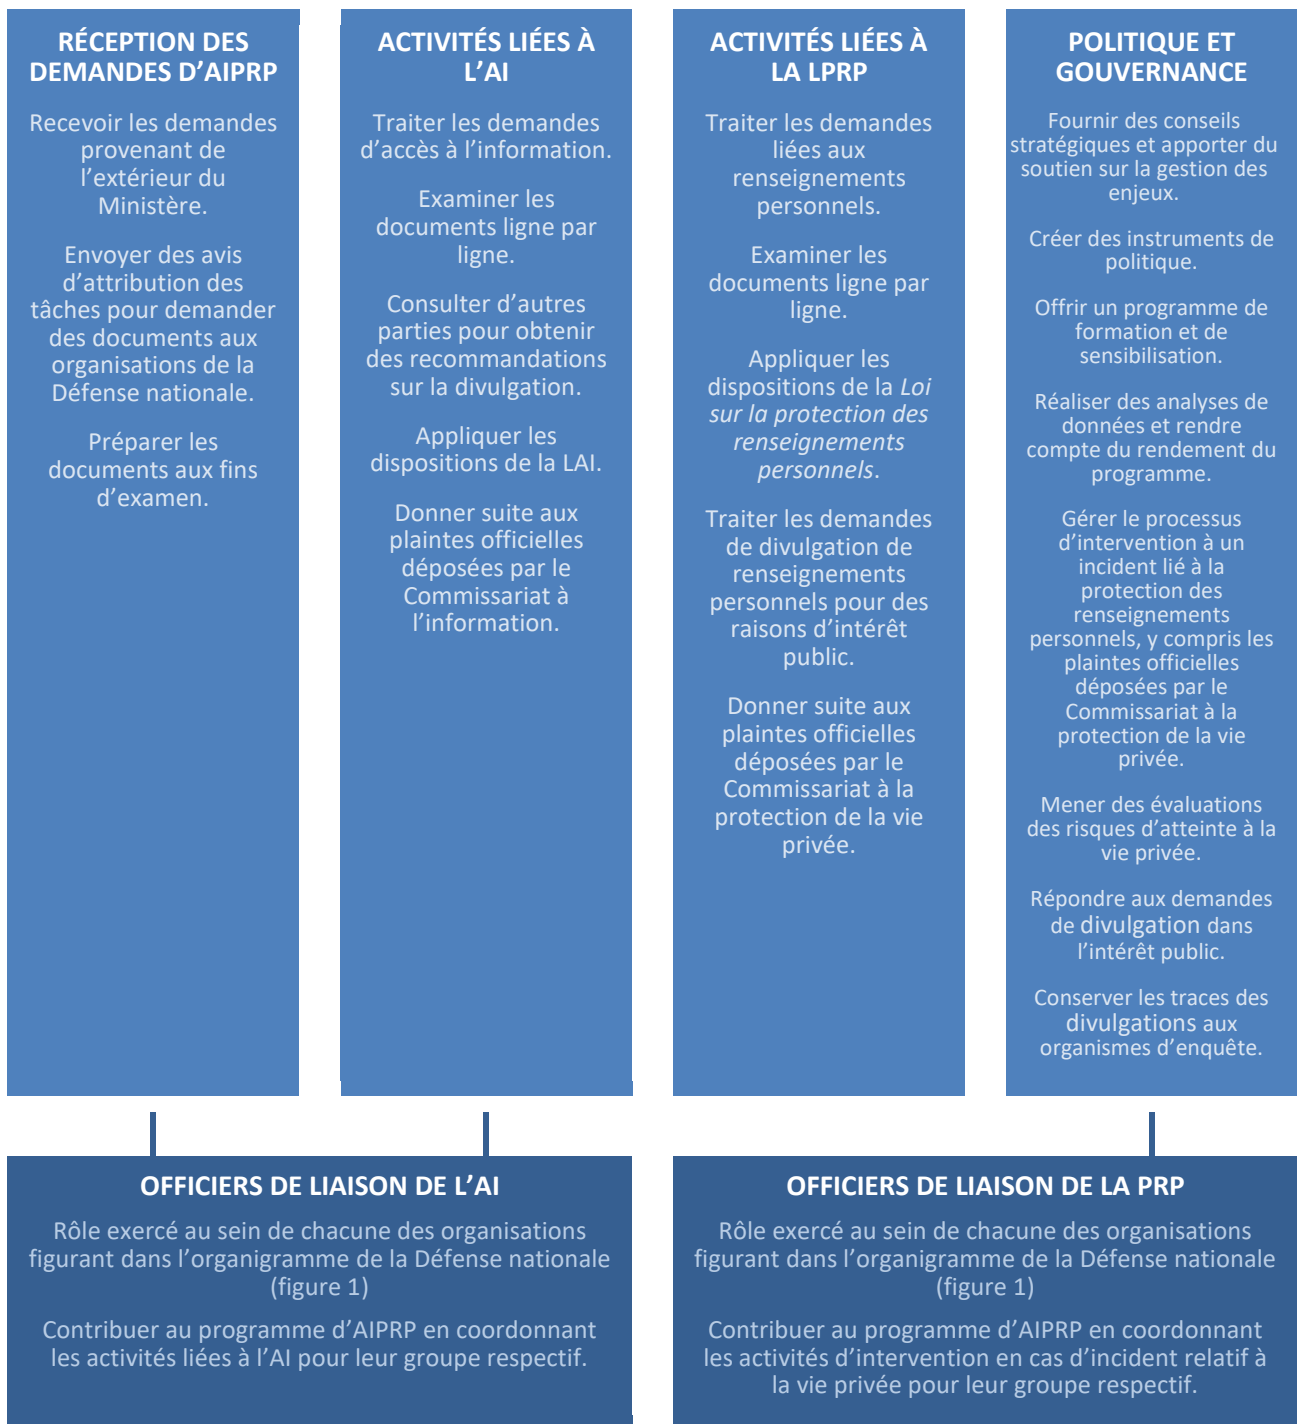 RÉCEPTION DES
DEMANDES D’AIPRP
Recevoir les demandes
provenant de
l’extérieur du
Ministère.
Envoyer des avis
d’attribution des
tâches pour demander
des documents aux
organisations de la
Défense nationale.
Préparer les
documents aux fins
d’examen.
ACTIVITÉS LIÉES À
L’AI
Traiter les demandes
d’accès à l’information.
Examiner les
documents ligne par
ligne.
Consulter d’autres
parties pour obtenir
des recommandations
sur la divulgation.
Appliquer les
dispositions de la LAI.
Donner suite aux
plaintes officielles
déposées par le
Commissariat à
l’information.
ACTIVITÉS LIÉES À
LA LPRP
Traiter les demandes
liées aux
renseignements
personnels.
Examiner les
documents ligne par
ligne.
Appliquer les
dispositions de la Loi
sur la protection des
renseignements
personnels.
Traiter les demandes
de divulgation de
renseignements
personnels pour des
raisons d’intérêt
public.
Donner suite aux
plaintes officielles
déposées par le
Commissariat à la
protection de la vie
privée.
POLITIQUE ET
GOUVERNANCE
Fournir des conseils
stratégiques et apporter du
soutien sur la gestion des
enjeux.
Créer des instruments de
politique.
Offrir un programme de
formation et de
sensibilisation.
Réaliser des analyses de
données et rendre
compte du rendement du
programme.
Gérer le processus
d’intervention à un
incident lié à la
protection des
renseignements
personnels, y compris les
plaintes officielles
déposées par le
Commissariat à la
protection de la vie
privée.
Mener des évaluations
des risques d’atteinte à la
vie privée.
Répondre aux demandes
de divulgation dans
l’intérêt public.
Conserver les traces des
divulgations aux
organismes d’enquête.
OFFICIERS DE LIAISON DE L’AI
Rôle exercé au sein de chacune des organisations
figurant dans l’organigramme de la Défense nationale
(figure 1)
Contribuer au programme d’AIPRP en coordonnant
les activités liées à l’AI pour leur groupe respectif.
OFFICIERS DE LIAISON DE LA PRP
Rôle exercé au sein de chacune des organisations
figurant dans l’organigramme de la Défense nationale
(figure 1)
Contribuer au programme d’AIPRP en coordonnant
les activités d’intervention en cas d’incident relatif à
la vie privée pour leur groupe respectif.